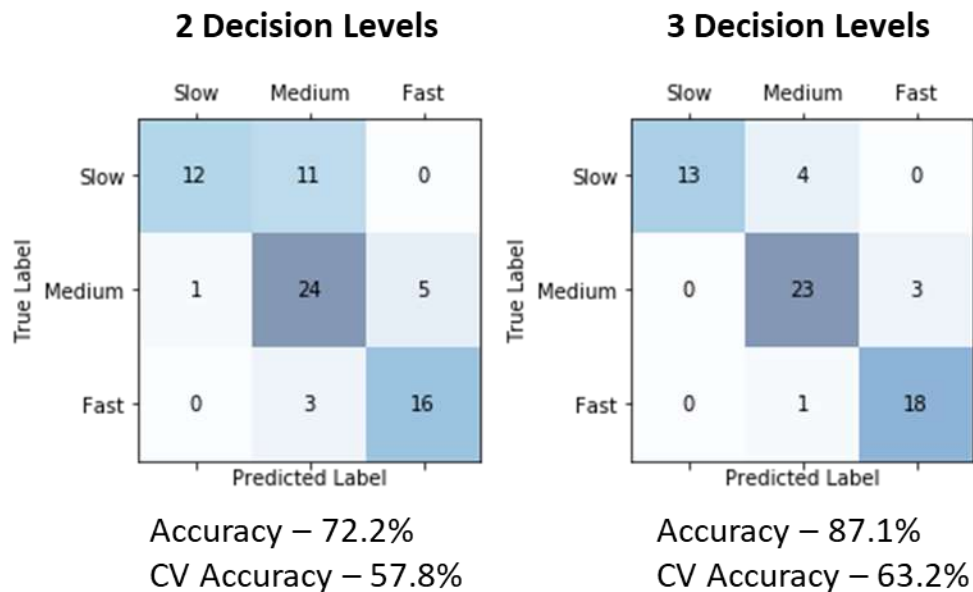 2 Decision Levels
Slow Medium Fast
Slow 12 11 0
Medium 1 24 5
Fast 0 3 16
True Label
Predicted Label
Accuracy – 72.2%
CV Accuracy – 57.8%
3 Decision Levels
Slow Medium Fast
Slow 13 4 0
Medium 0 23 3
Fast 0 1 18
True Label
Predicted Label
Accuracy – 87.1%
CV Accuracy – 63.2%